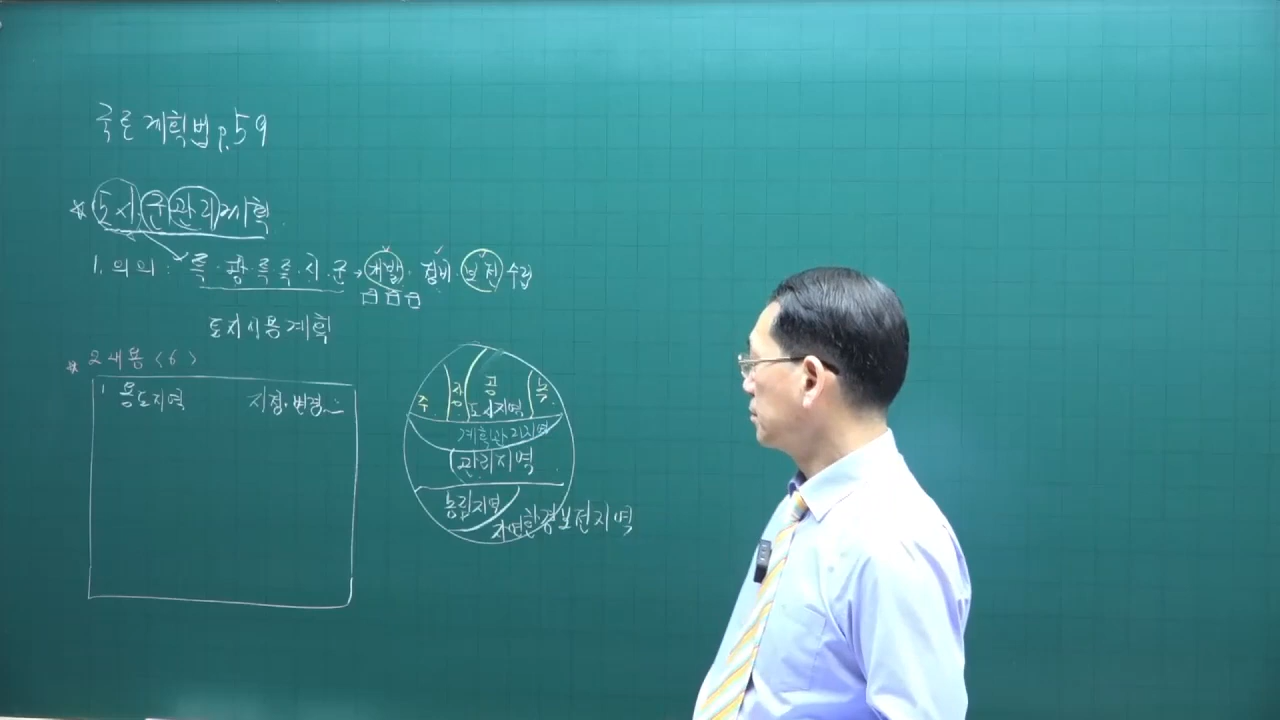 국토계획법 p.59
* 도시·군관리계획
1. 의의 : 특·광·특·특·시·군 → 개발·정비·보전 수립
토지이용계획
* 2 내용 <6>
1 용도지역 지정·변경
주 상 공 녹
도시지역
계획관리지역
관리지역
농림지역
자연환경보전지역